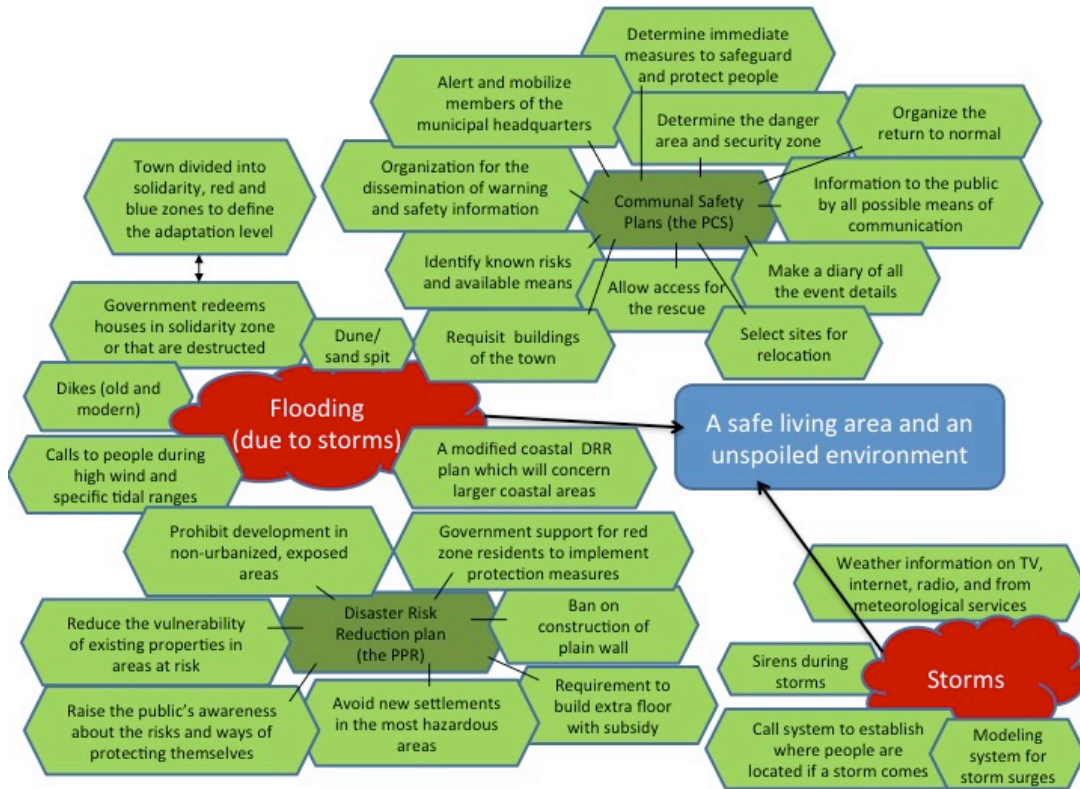 Determine immediate
measures to safeguard
and protect people
Alert and mobilize
members of the
municipal headquarters
Determine the danger
area and security zone
Organize the
return to normal
Town divided into
solidarity, red and
blue zones to define
the adaptation level
Organization for the
dissemination of warning
and safety information
Communal Safety
Plans (the PCS)
Information to the public
by all possible means of
communication
Identify known risks
and available means
Allow access for
the rescue
Make a diary of all
the event details
Government redeems
houses in solidarity zone
or that are destructed
Dune/
sand spit
Requisit buildings
of the town
Select sites for
relocation
Dikes (old and
modern)
Flooding
(due to storms)
A safe living area and an
unspoiled environment
Calls to people during
high wind and
specific tidal ranges
A modified coastal DRR
plan which will concern
larger coastal areas
Prohibit development in
non-urbanized, exposed
areas
Government support for red
zone residents to implement
protection measures
Weather information on TV,
internet, radio, and from
meteorological services
Reduce the vulnerability
of existing properties in
areas at risk
Disaster Risk
Reduction plan
(the PPR)
Ban on
construction of
plain wall
Sirens during
storms
Storms
Raise the public's awareness
about the risks and ways of
protecting themselves
Avoid new settlements
in the most hazardous
areas
Requirement to
build extra floor
with subsidy
Call system to establish
where people are
located if a storm comes
Modeling
system for
storm surges